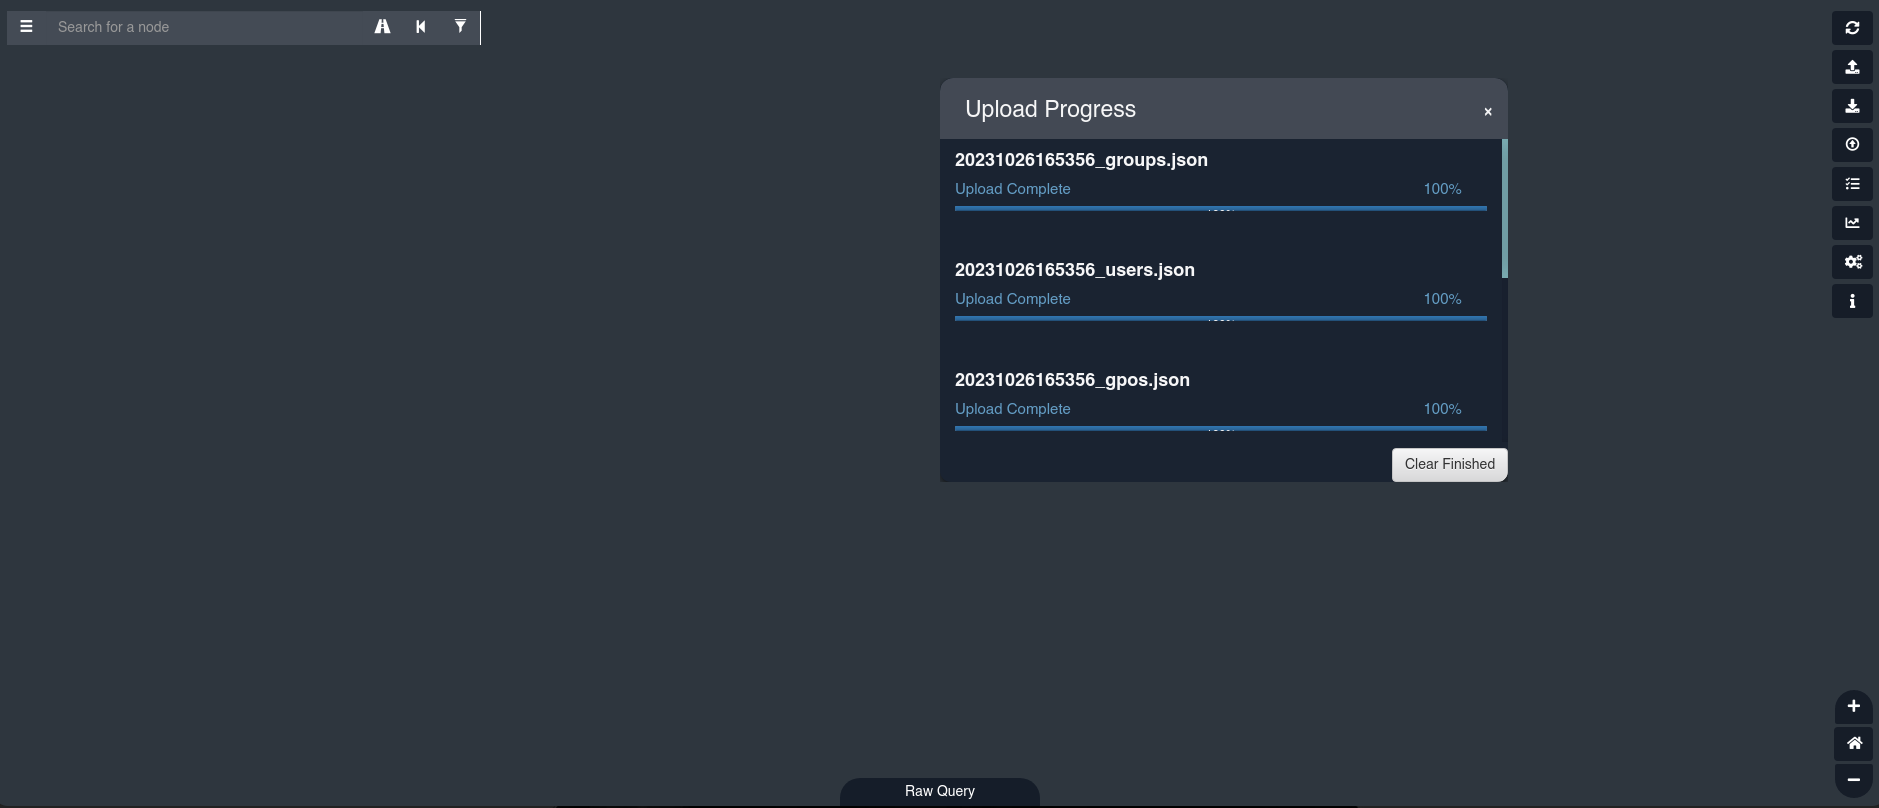 Search for a node
Upload Progress
×
20231026165356_groups.json
Upload Complete 100%
20231026165356_users.json
Upload Complete 100%
20231026165356_gpos.json
Upload Complete 100%
Clear Finished
Raw Query